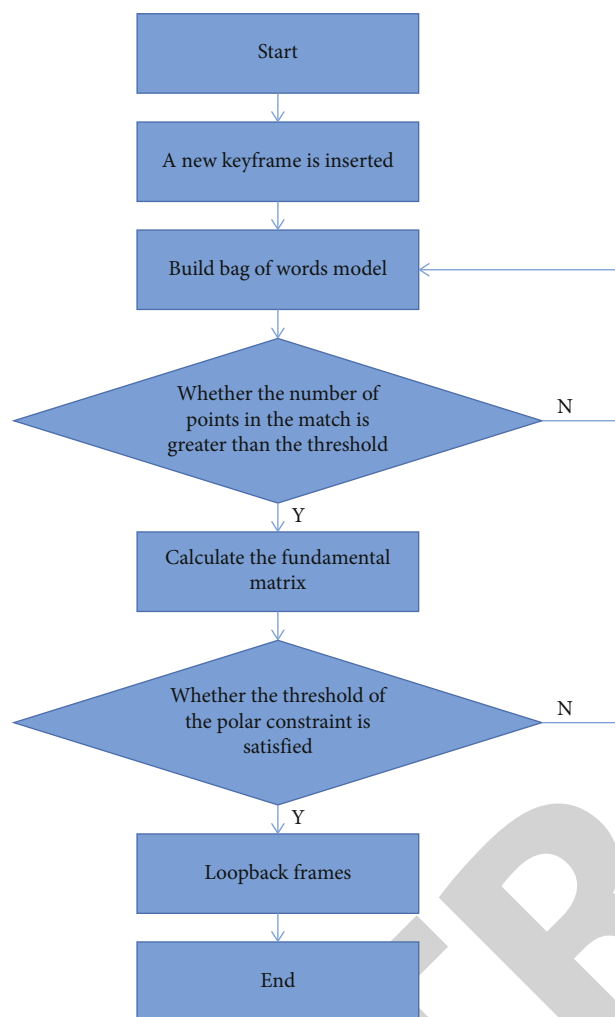 Start
A new keyframe is inserted
Build bag of words model
Whether the number of
points in the match is
greater than the threshold
N
Y
Calculate the fundamental
matrix
Whether the threshold of
the polar constraint is
satisfied
N
Y
Loopback frames
End